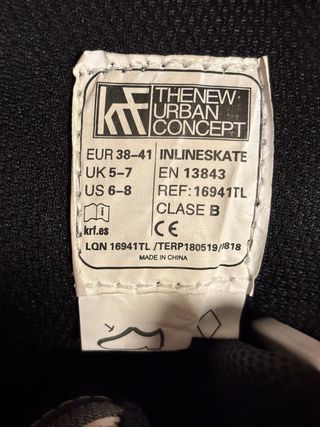 krf
THENEW
URBAN
CONCEPT
EUR 38-41
UK 5-7
US 6-8
krf.es
INLINESKATE
EN 13843
REF: 16941TL
CLASE B
CE
LQN 16941TL /TERP180519//818
MADE IN CHINA